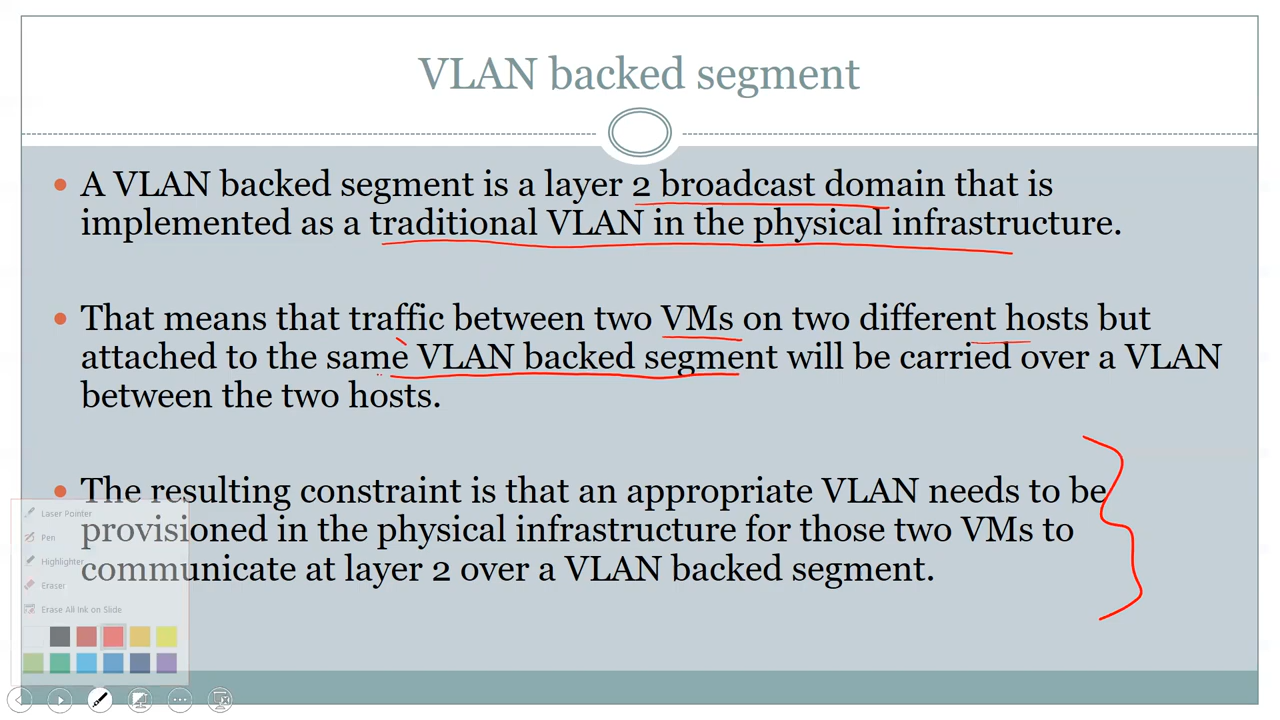 VLAN backed segment
• A VLAN backed segment is a layer 2 broadcast domain that is
implemented as a traditional VLAN in the physical infrastructure.
• That means that traffic between two VMs on two different hosts but
attached to the same VLAN backed segment will be carried over a VLAN
between the two hosts.
• The resulting constraint is that an appropriate VLAN needs to be
provisioned in the physical infrastructure for those two VMs to
communicate at layer 2 over a VLAN backed segment.
Laser Pointer
Pen
Highlighter
Eraser
Erase All Ink on Slide